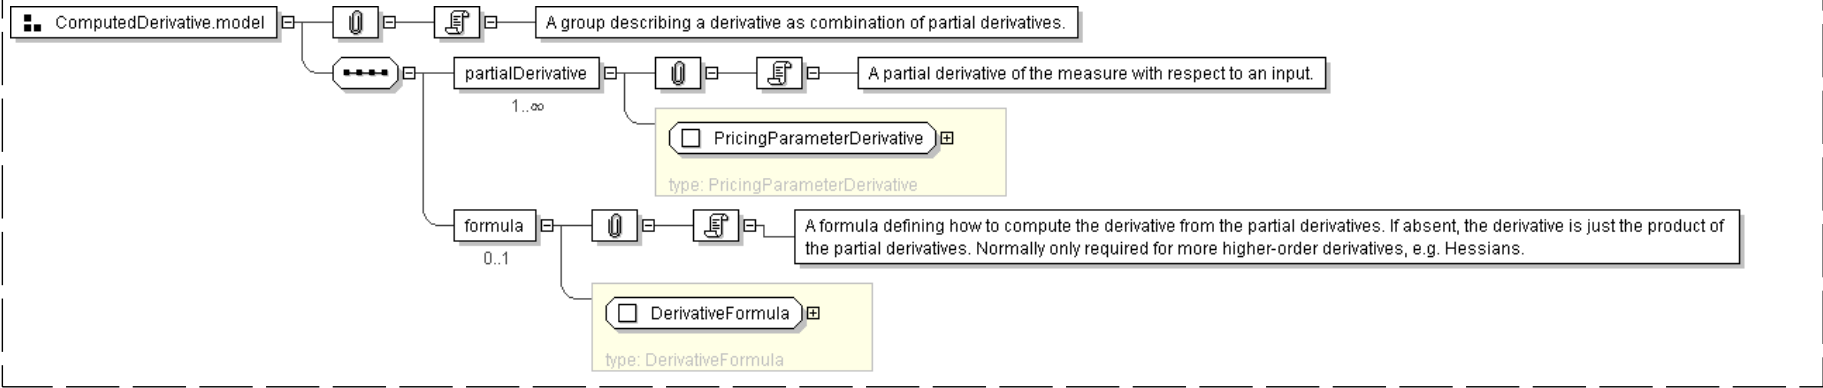 ComputedDerivative.model
A group describing a derivative as combination of partial derivatives.
partialDerivative
A partial derivative of the measure with respect to an input.
1..∞
PricingParameterDerivative
type: PricingParameterDerivative
formula
A formula defining how to compute the derivative from the partial derivatives. If absent, the derivative is just the product of
the partial derivatives. Normally only required for more higher-order derivatives, e.g. Hessians.
0..1
DerivativeFormula
type: DerivativeFormula